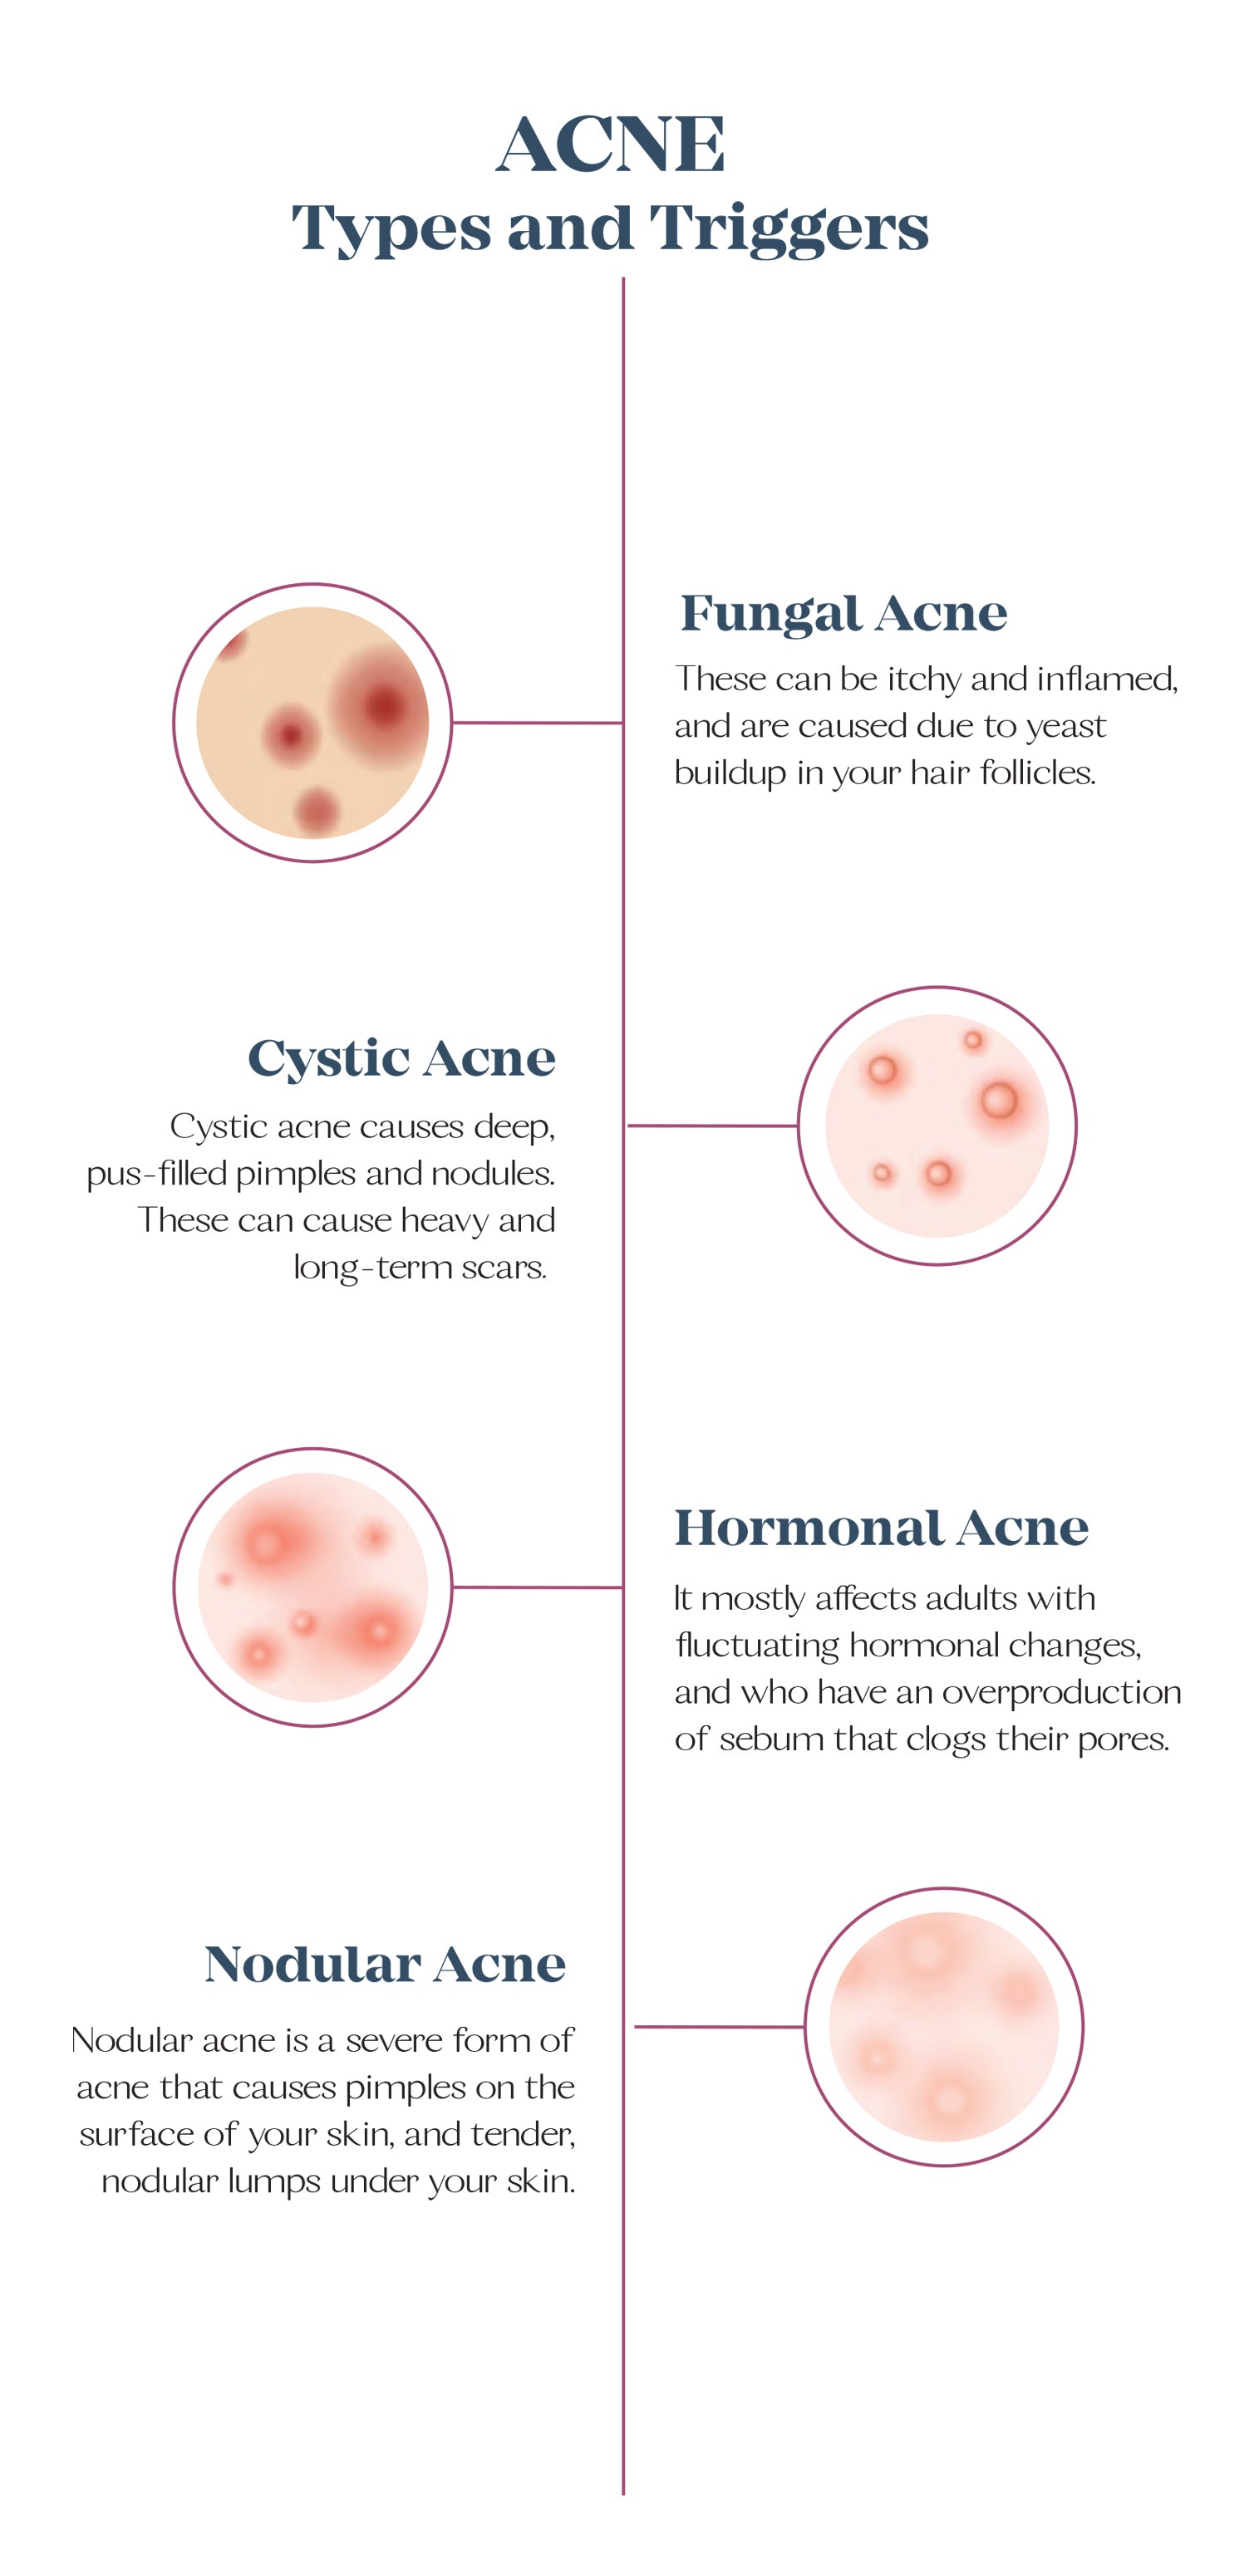 ACNE
Types and Triggers
Fungal Acne
These can be itchy and inflamed,
and are caused due to yeast
buildup in your hair follicles.
Cystic Acne
Cystic acne causes deep,
pus-filled pimples and nodules.
These can cause heavy and
long-term scars.
Hormonal Acne
It mostly affects adults with
fluctuating hormonal changes,
and who have an overproduction
of sebum that clogs their pores.
Nodular Acne
Nodular acne is a severe form of
acne that causes pimples on the
surface of your skin, and tender,
nodular lumps under your skin.